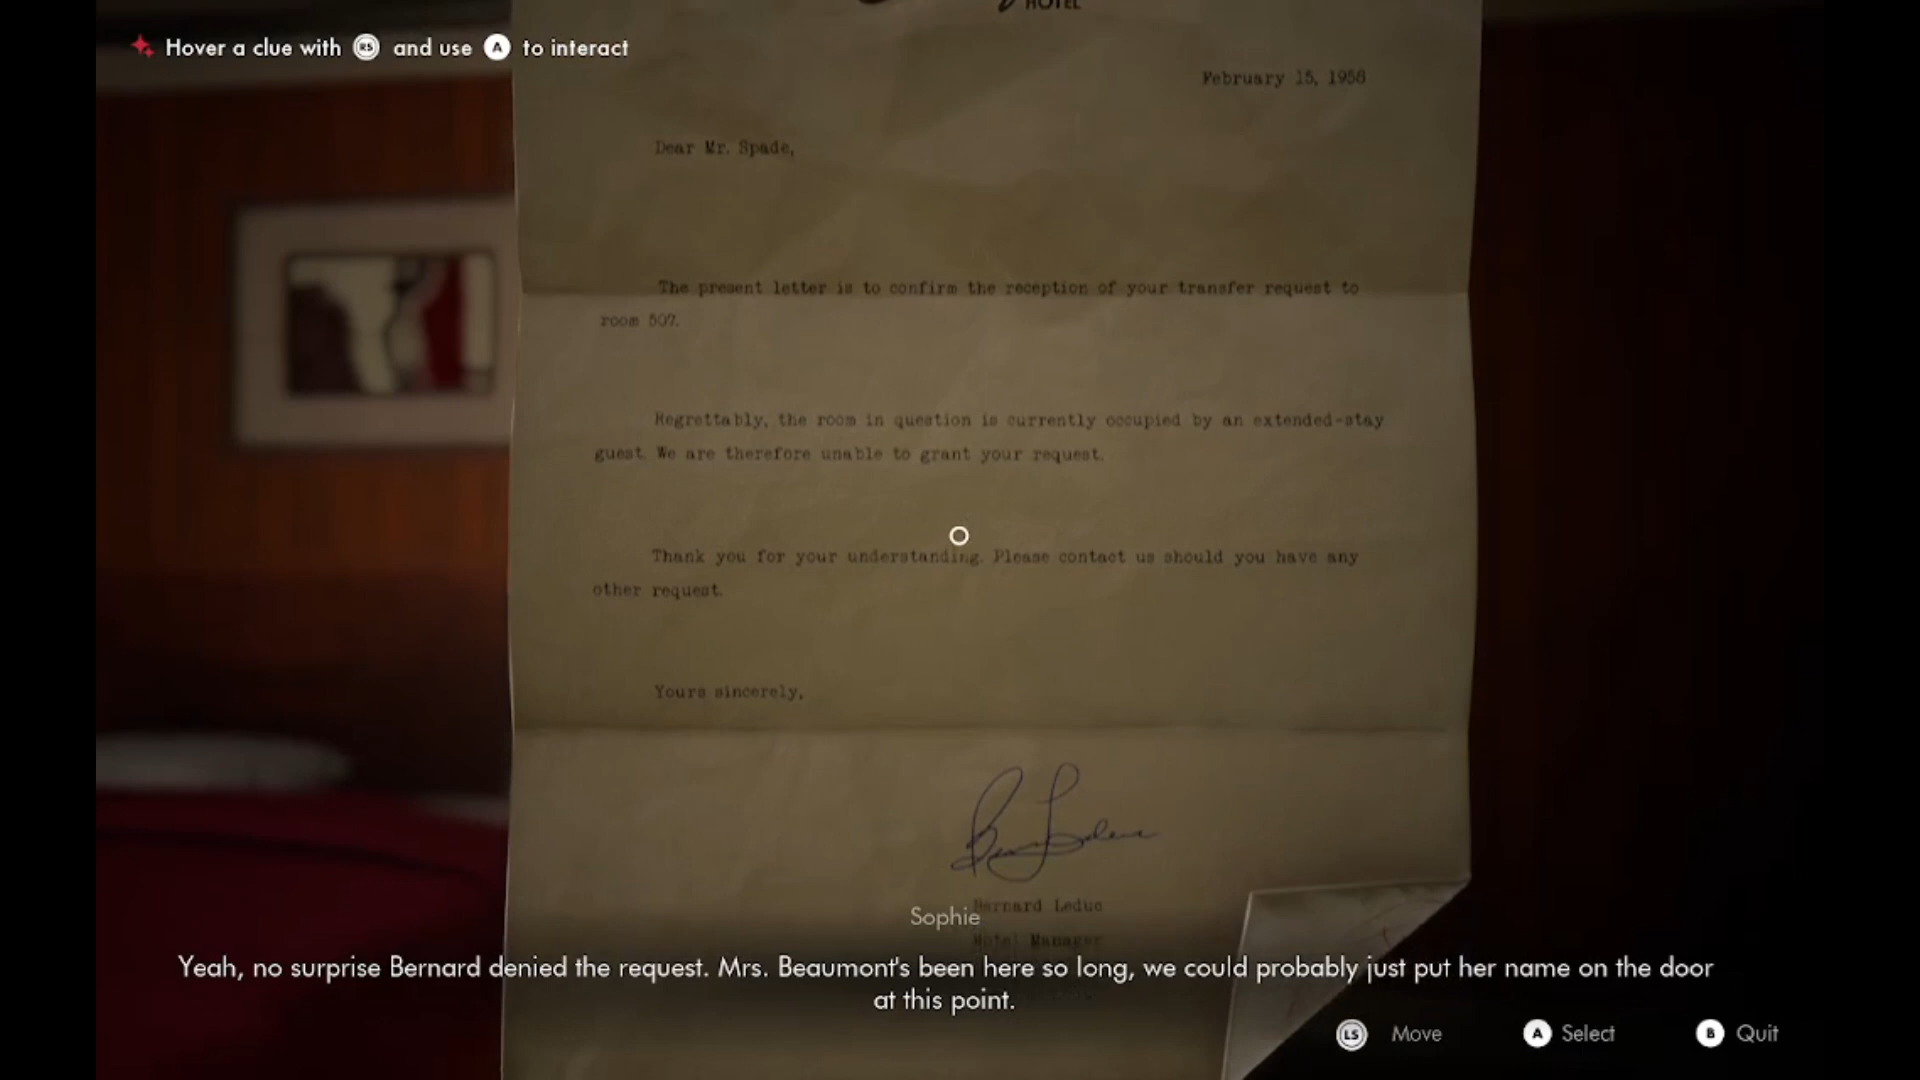 HOTEL
Hover a clue with RS and use A to interact
February 15, 1958
Dear Mr. Spade,
The present letter is to confirm the reception of your transfer request to
room 507.
Regrettably, the room in question is currently occupied by an extended-stay
guest. We are therefore unable to grant your request.
Thank you for your understanding. Please contact us should you have any
other request.
Yours sincerely,
Bernard Leduc
Hotel Manager
Sophie
Yeah, no surprise Bernard denied the request. Mrs. Beaumont's been here so long, we could probably just put her name on the door
at this point.
LS Move A Select B Quit